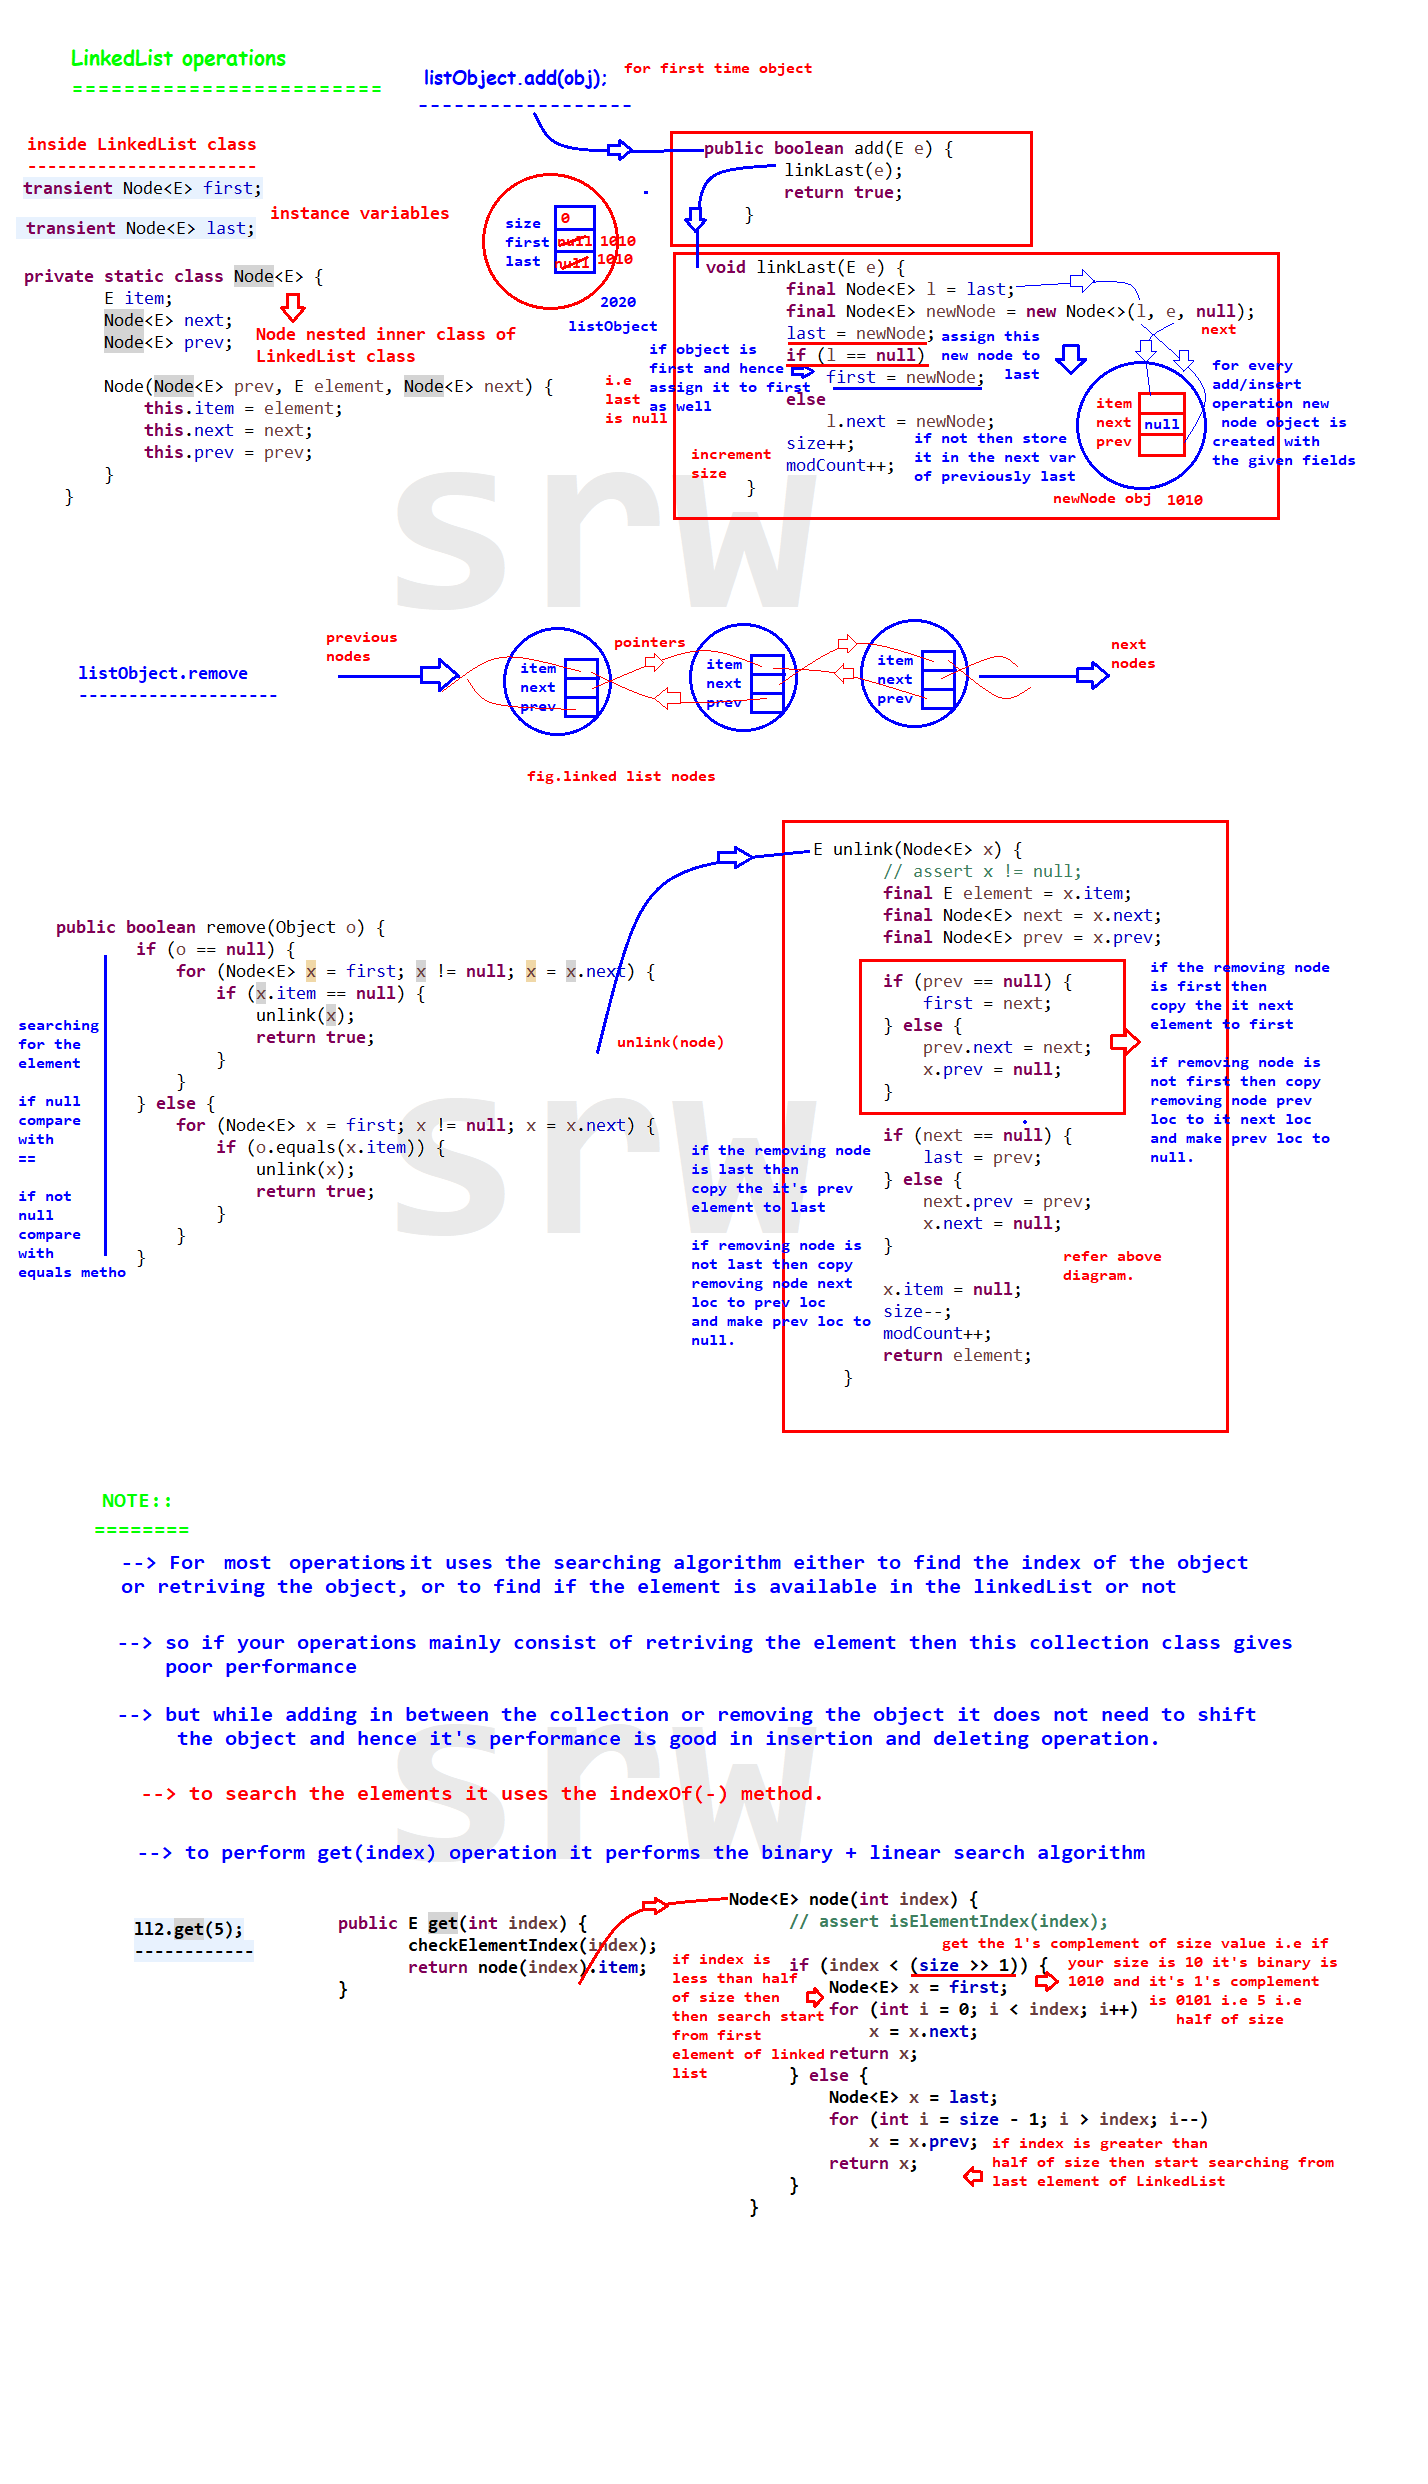 LinkedList operations
========================
listObject.add(obj);
------------------
for first time object
inside LinkedList class
-----------------------
transient Node<E> first;
transient Node<E> last;
instance variables
private static class Node<E> {
E item;
Node<E> next;
Node<E> prev;
Node nested inner class of
LinkedList class
Node(Node<E> prev, E element, Node<E> next) {
this.item = element;
this.next = next;
this.prev = prev;
}
}
size 0
first null 1010
last null 1010
2020
listObject
public boolean add(E e) {
linkLast(e);
return true;
}
void linkLast(E e) {
final Node<E> l = last;
final Node<E> newNode = new Node<>(l, e, null);
last = newNode;
if (l == null)
first = newNode;
else
l.next = newNode;
size++;
modCount++;
}
if object is
first and hence
assign it to first
as well
i.e
last
is null
assign this
new node to
last
next
if not then store
it in the next var
of previously last
increment
size
item
next null
prev
newNode obj 1010
for every
add/insert
operation new
node object is
created with
the given fields
srw
listObject.remove
--------------------
previous
nodes
pointers
item
next
prev
item
next
prev
item
next
prev
next
nodes
fig.linked list nodes
public boolean remove(Object o) {
if (o == null) {
for (Node<E> x = first; x != null; x = x.next) {
if (x.item == null) {
unlink(x);
return true;
}
}
} else {
for (Node<E> x = first; x != null; x = x.next) {
if (o.equals(x.item)) {
unlink(x);
return true;
}
}
}
searching
for the
element
if null
compare
with
==
if not
null
compare
with
equals metho
unlink(node)
srw
E unlink(Node<E> x) {
// assert x != null;
final E element = x.item;
final Node<E> next = x.next;
final Node<E> prev = x.prev;
if (prev == null) {
first = next;
} else {
prev.next = next;
x.prev = null;
}
if (next == null) {
last = prev;
} else {
next.prev = prev;
x.next = null;
}
x.item = null;
size--;
modCount++;
return element;
}
if the removing node
is first then
copy the it next
element to first
if removing node is
not first then copy
removing node prev
loc to it next loc
and make prev loc to
null.
if the removing node
is last then
copy the it's prev
element to last
if removing node is
not last then copy
removing node next
loc to prev loc
and make prev loc to
null.
refer above
diagram.
NOTE::
========
--> For most operations it uses the searching algorithm either to find the index of the object
or retriving the object, or to find if the element is available in the linkedList or not
--> so if your operations mainly consist of retriving the element then this collection class gives
poor performance
--> but while adding in between the collection or removing the object it does not need to shift
the object and hence it's performance is good in insertion and deleting operation.
srw
--> to search the elements it uses the indexOf(-) method.
--> to perform get(index) operation it performs the binary + linear search algorithm
ll2.get(5);
------------
public E get(int index) {
checkElementIndex(index);
return node(index).item;
}
Node<E> node(int index) {
// assert isElementIndex(index);
if (index < (size >> 1)) {
Node<E> x = first;
for (int i = 0; i < index; i++)
x = x.next;
return x;
} else {
Node<E> x = last;
for (int i = size - 1; i > index; i--)
x = x.prev;
return x;
}
}
get the 1's complement of size value i.e if
your size is 10 it's binary is
1010 and it's 1's complement
is 0101 i.e 5 i.e
half of size
if index is
less than half
of size then
then search start
from first
element of linked
list
if index is greater than
half of size then start searching from
last element of LinkedList